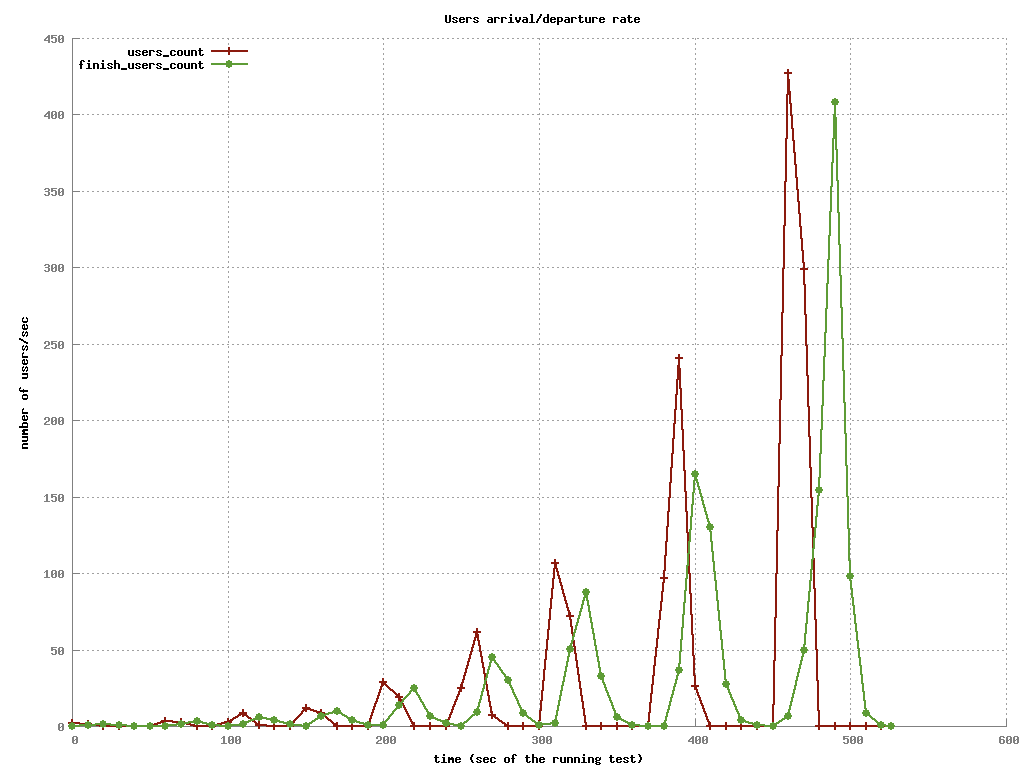 Users arrival/departure rate
450
400
350
300
250
200
150
100
50
0
users_count
finish_users_count
number of users/sec
0 100 200 300 400 500 600
time (sec of the running test)